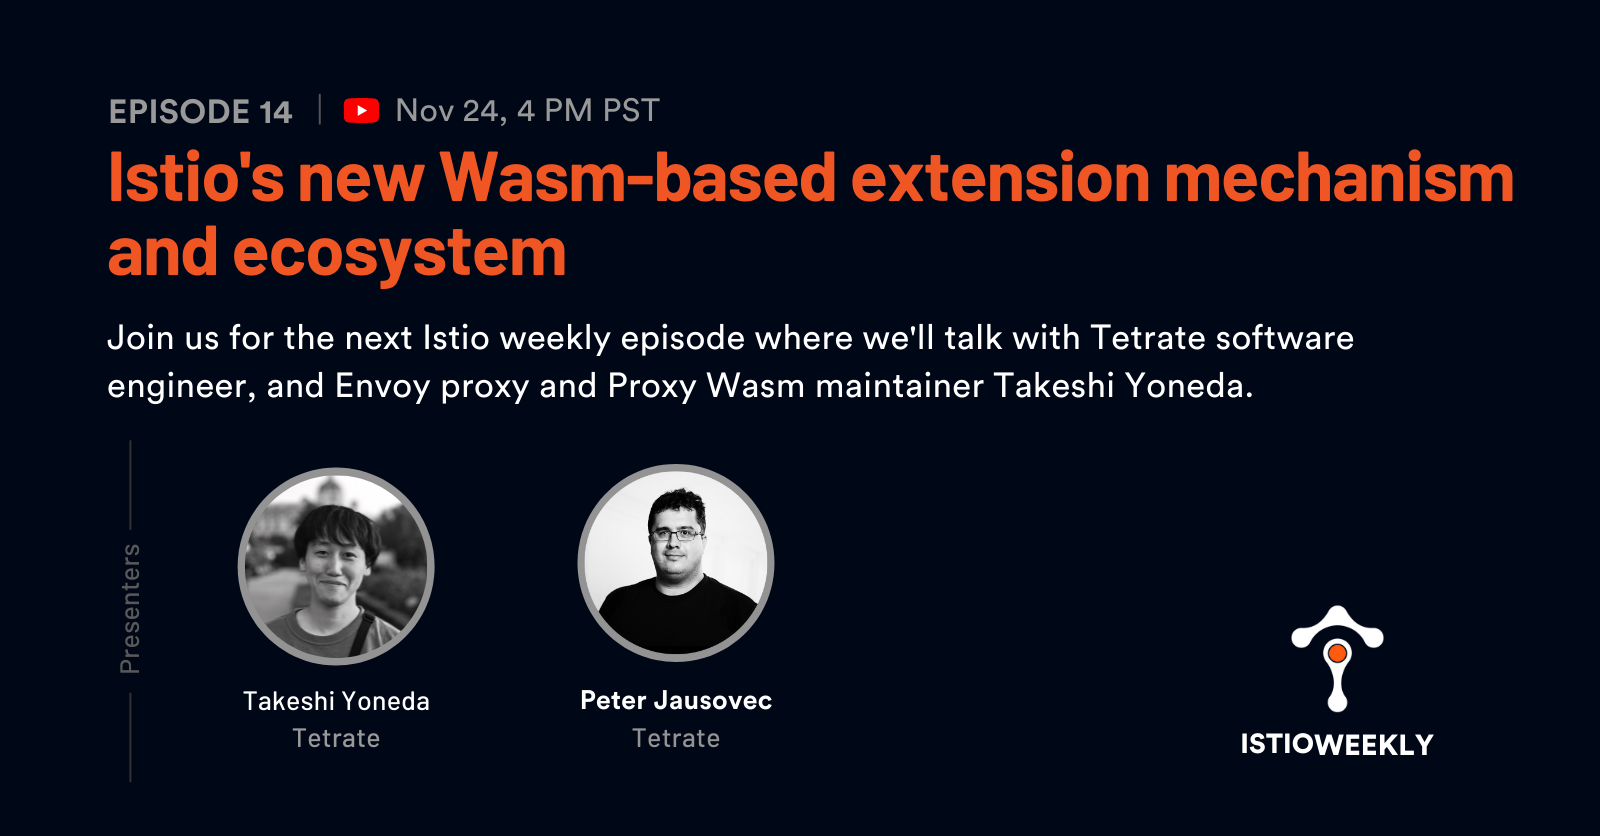 EPISODE 14
Nov 24, 4 PM PST
Istio's new Wasm-based extension mechanism
and ecosystem
Join us for the next Istio weekly episode where we'll talk with Tetrate software
engineer, and Envoy proxy and Proxy Wasm maintainer Takeshi Yoneda.
Presenters
Takeshi Yoneda
Tetrate
Peter Jausovec
Tetrate
ISTIOWEEKLY